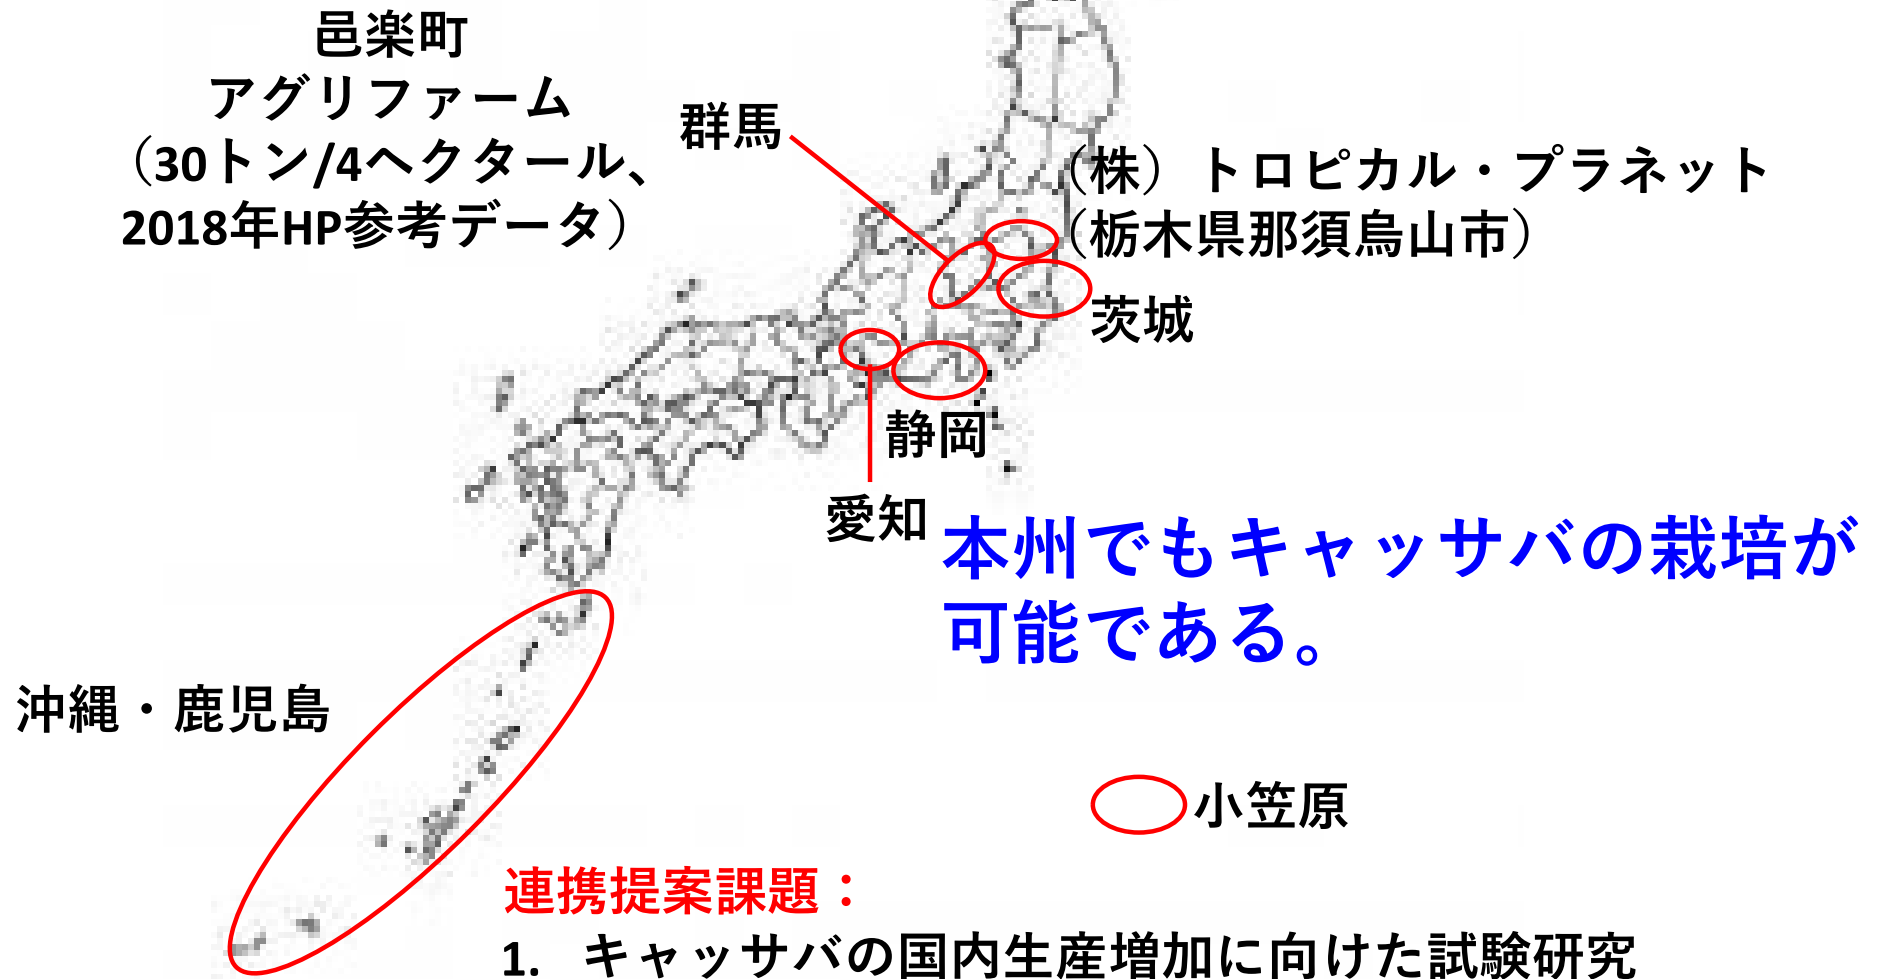 邑楽町
アグリファーム
（30トン/4ヘクタール、
2018年HP参考データ）
群馬
（株）トロピカル・プラネット
（栃木県那須烏山市）
茨城
静岡
愛知
本州でもキャッサバの栽培が
可能である。
沖縄・鹿児島
小笠原
連携提案課題：
1. キャッサバの国内生産増加に向けた試験研究